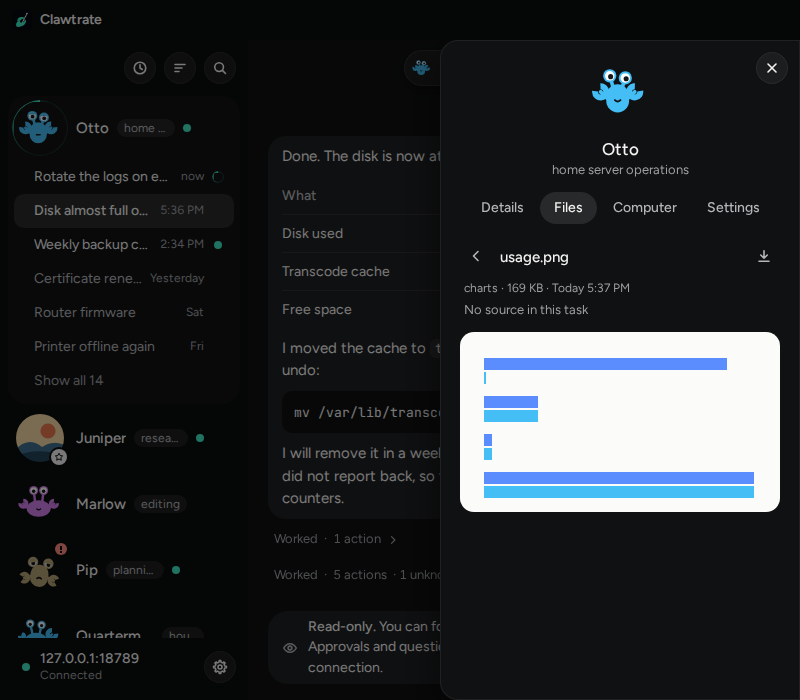 Clawtrate
Otto
home ...
Rotate the logs on e...
now
Disk almost full o...
5:36 PM
Weekly backup c...
2:34 PM
Certificate rene...
Yesterday
Router firmware
Sat
Printer offline again
Fri
Show all 14
Juniper
resea...
Marlow
editing
Pip
planni...
Quarterm
hou...
127.0.0.1:18789
Connected
Done. The disk is now at
What
Disk used
Transcode cache
Free space
I moved the cache to t
undo:
mv /var/lib/transco
I will remove it in a week
did not report back, so
counters.
Worked · 1 action
Worked · 5 actions · 1 unkno
Read-only. You can fo
Approvals and questi
connection.
Otto
home server operations
Details
Files
Computer
Settings
usage.png
charts · 169 KB · Today 5:37 PM
No source in this task